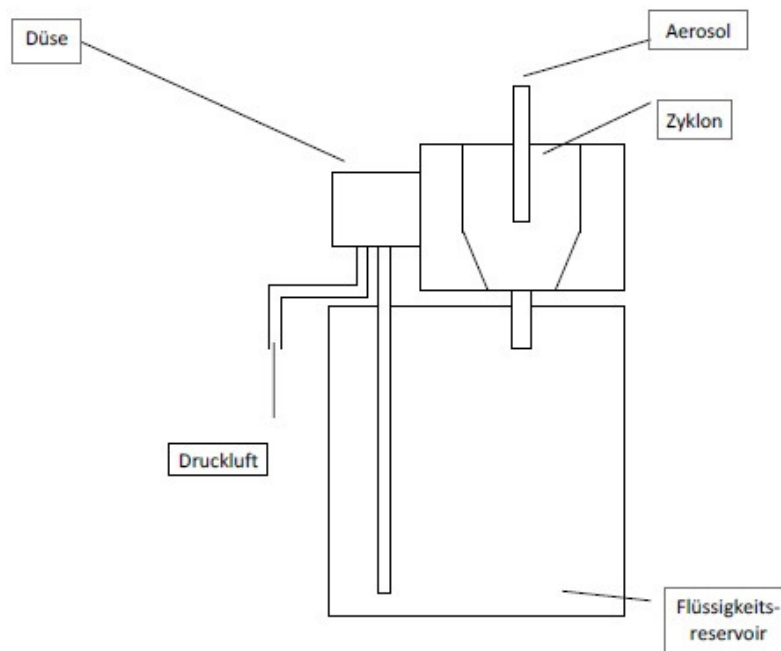 Düse
Aerosol
Zyklon
Druckluft
Flüssigkeits-
reservoir